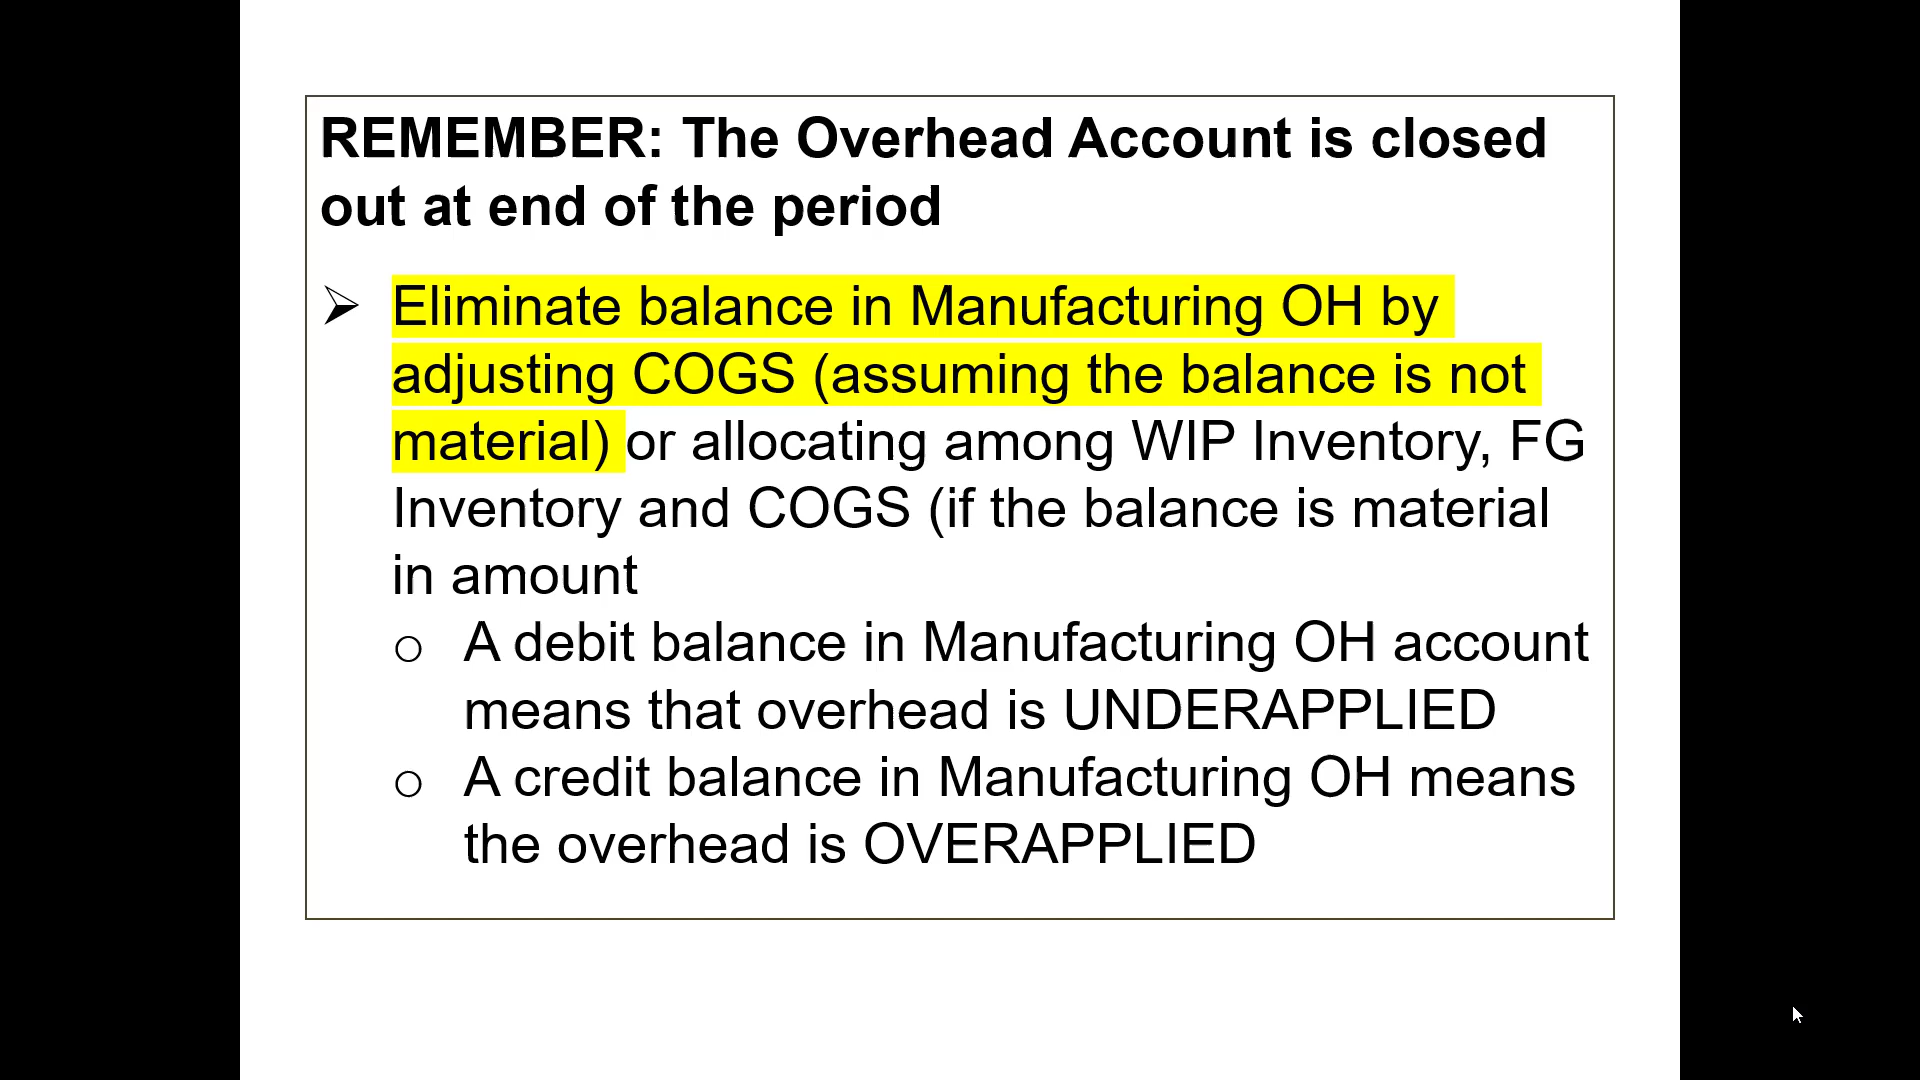 REMEMBER: The Overhead Account is closed
out at end of the period
Eliminate balance in Manufacturing OH by
adjusting COGS (assuming the balance is not
material) or allocating among WIP Inventory, FG
Inventory and COGS (if the balance is material
in amount
A debit balance in Manufacturing OH account
means that overhead is UNDERAPPLIED
A credit balance in Manufacturing OH means
the overhead is OVERAPPLIED